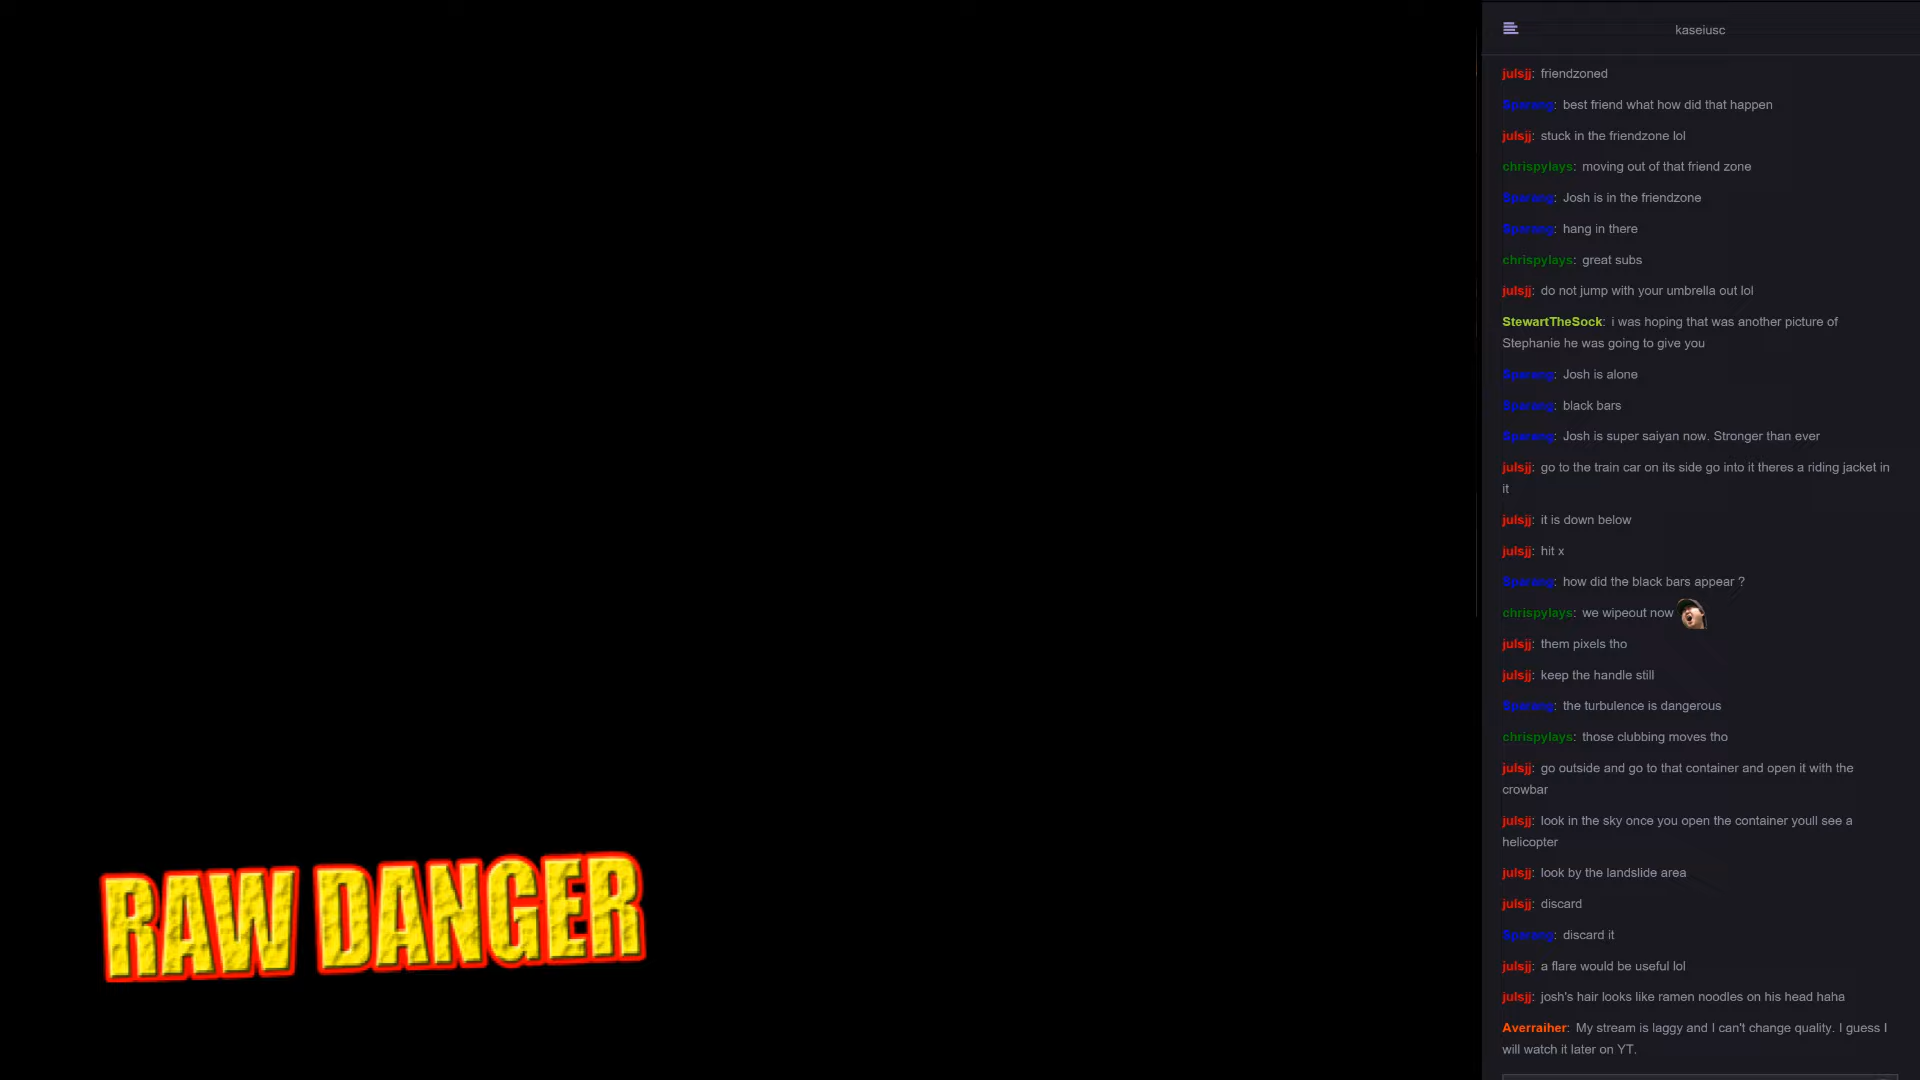 kaseiusc
julsjj: friendzoned
Sparang: best friend what how did that happen
julsjj: stuck in the friendzone lol
chrispylays: moving out of that friend zone
Sparang: Josh is in the friendzone
Sparang: hang in there
chrispylays: great subs
julsjj: do not jump with your umbrella out lol
StewartTheSock: i was hoping that was another picture of
Stephanie he was going to give you
Sparang: Josh is alone
Sparang: black bars
Sparang: Josh is super saiyan now. Stronger than ever
julsjj: go to the train car on its side go into it theres a riding jacket in
it
julsjj: it is down below
julsjj: hit x
Sparang: how did the black bars appear ?
chrispylays: we wipeout now
julsjj: them pixels tho
julsjj: keep the handle still
Sparang: the turbulence is dangerous
chrispylays: those clubbing moves tho
julsjj: go outside and go to that container and open it with the
crowbar
julsjj: look in the sky once you open the container youll see a
helicopter
julsjj: look by the landslide area
julsjj: discard
Sparang: discard it
julsjj: a flare would be useful lol
julsjj: josh's hair looks like ramen noodles on his head haha
Averraiher: My stream is laggy and I can't change quality. I guess I
will watch it later on YT.
RAW DANGER